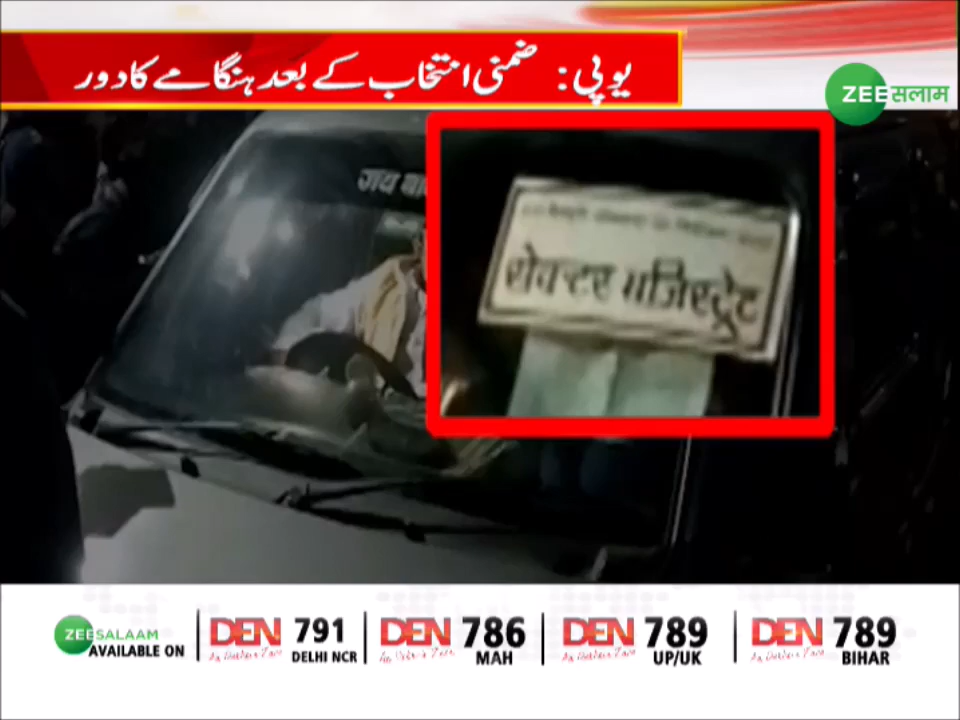 یوپی: ضمنی انتخاب کے بعد ہنگامے کا دور
ZEE सलाम
जय बा
सेक्टर मजिस्ट्रेट
ZEE SALAAM
AVAILABLE ON
DEN 791
DELHI NCR
DEN 786
MAH
DEN 789
UP/UK
DEN 789
BIHAR